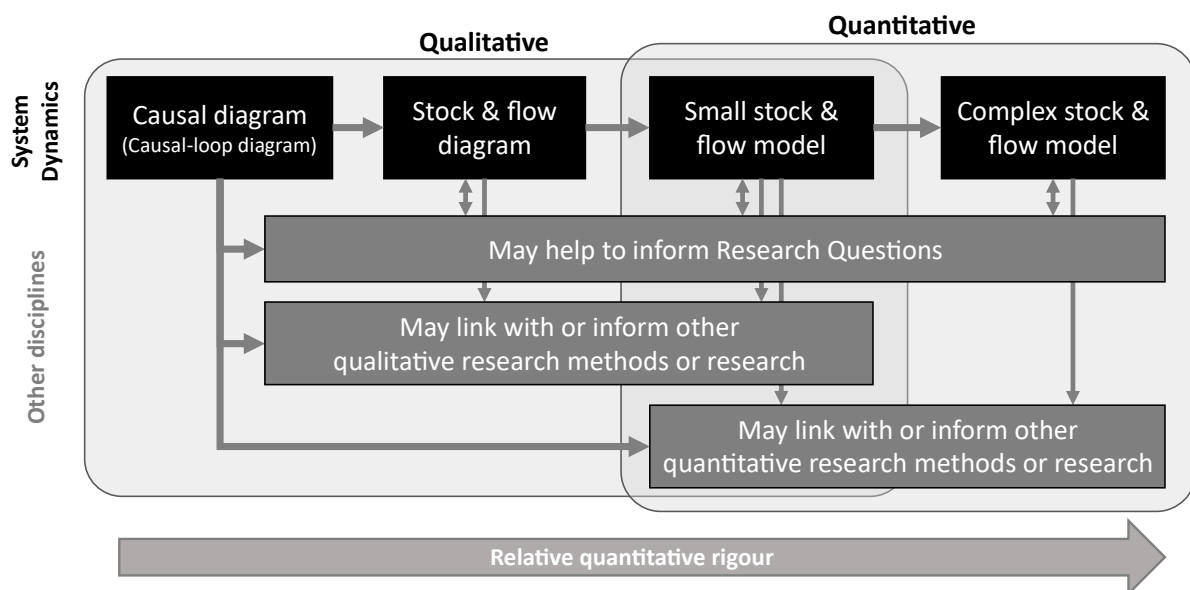 Qualitative
Quantitative
System
Dynamics
Causal diagram
(Causal-loop diagram)
Stock & flow
diagram
Small stock &
flow model
Complex stock &
flow model
Other disciplines
May help to inform Research Questions
May link with or inform other
qualitative research methods or research
May link with or inform other
quantitative research methods or research
Relative quantitative rigour